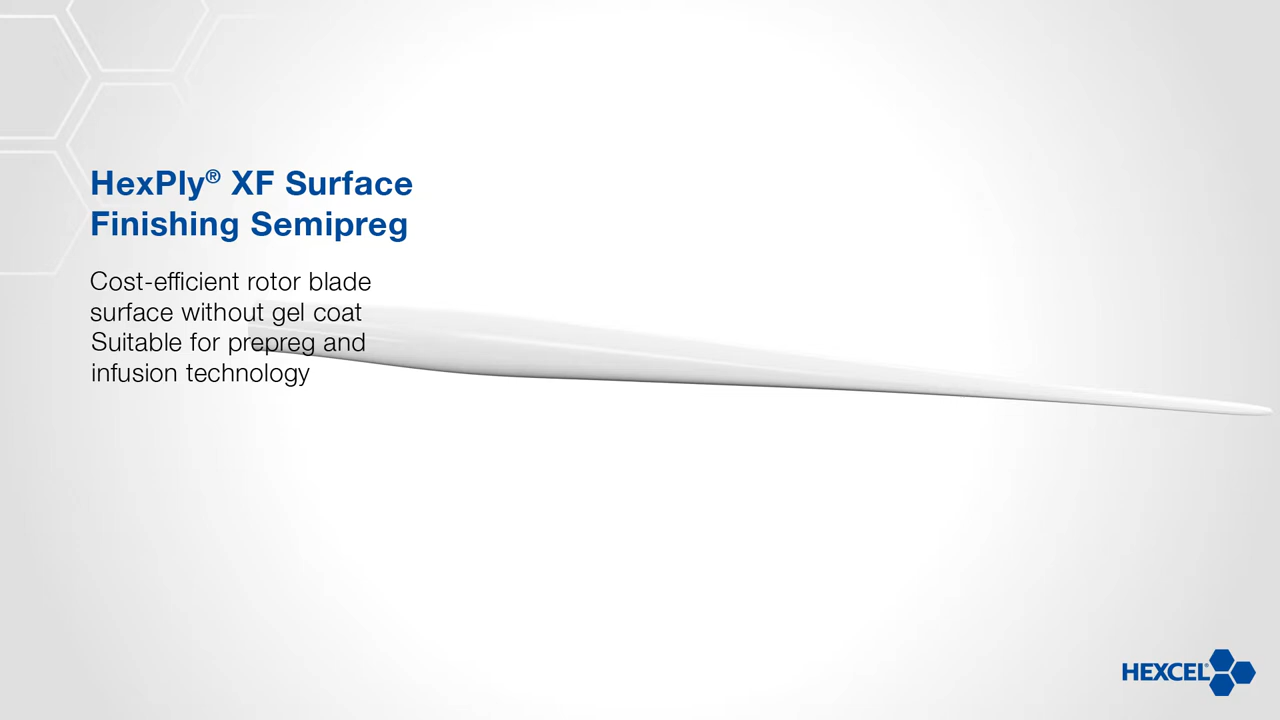 HexPly® XF Surface
Finishing Semipreg
Cost-efficient rotor blade
surface without gel coat
Suitable for prepreg and
infusion technology
HEXCEL®